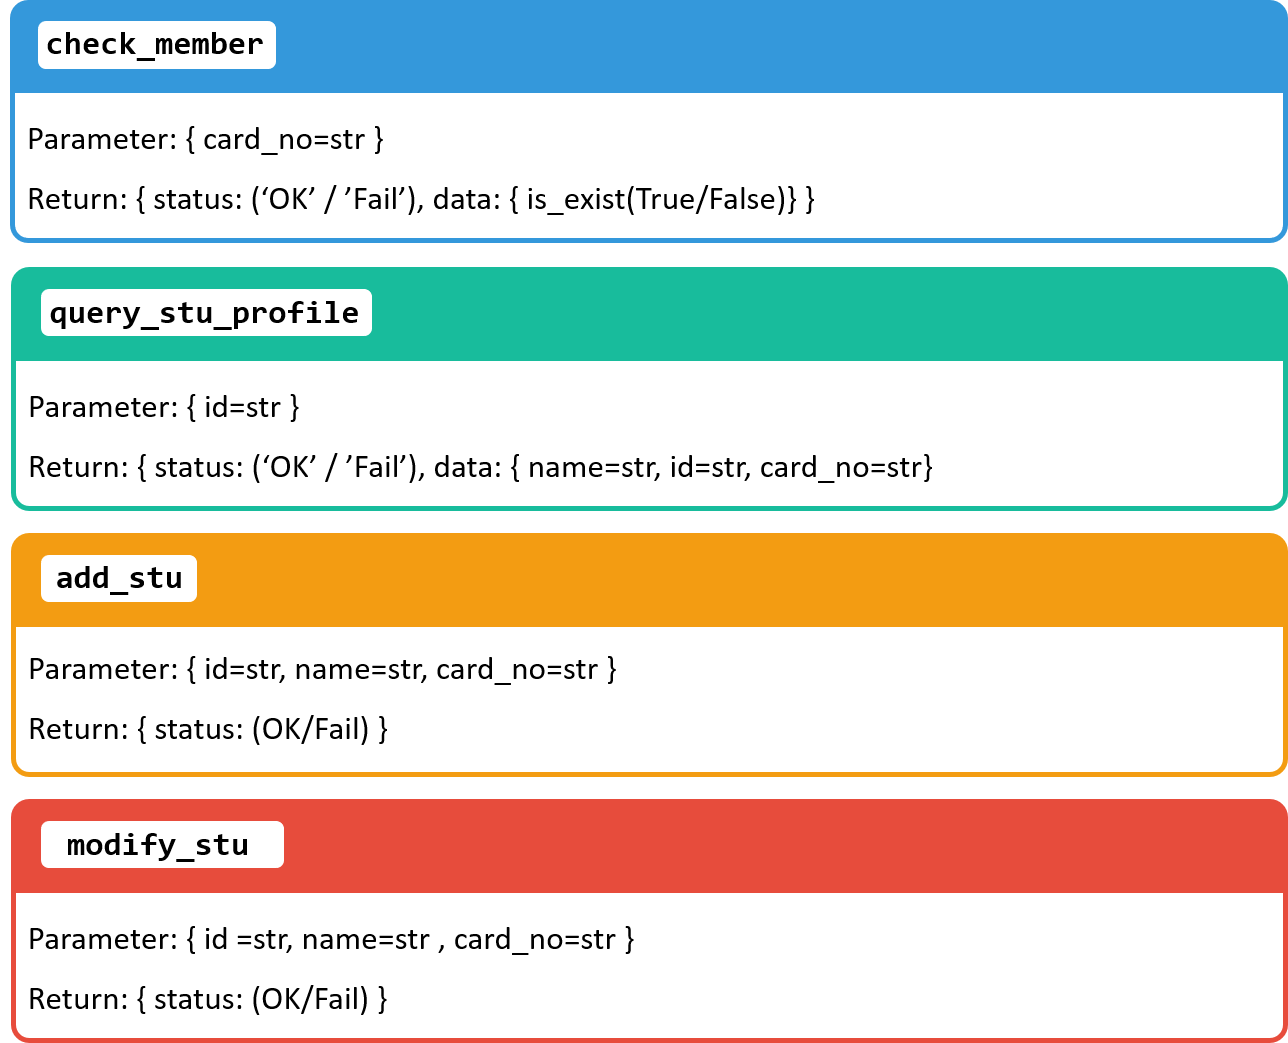 check_member
Parameter: { card_no=str }
Return: { status: (‘OK’ / ’Fail’), data: { is_exist(True/False)} }
query_stu_profile
Parameter: { id=str }
Return: { status: (‘OK’ / ’Fail’), data: { name=str, id=str, card_no=str}
add_stu
Parameter: { id=str, name=str, card_no=str }
Return: { status: (OK/Fail) }
modify_stu
Parameter: { id =str, name=str , card_no=str }
Return: { status: (OK/Fail) }